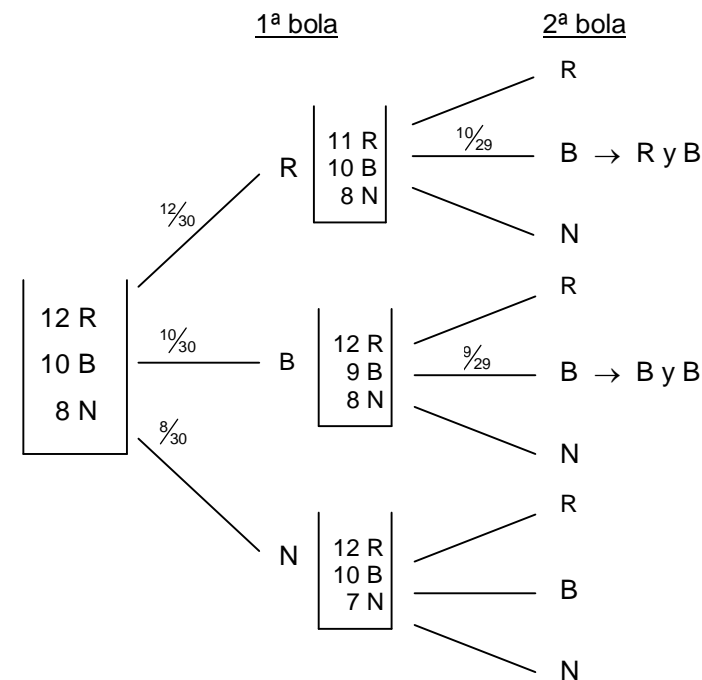 1ª bola 2ª bola
R
11 R
10/29
R 10 B B → R y B
8 N
12/30
N
R
12 R
10/30
12 R
9/29
10 B B 9 B B → B y B
8 N
8 N
8/30
N
R
12 R
N 10 B B
7 N
N